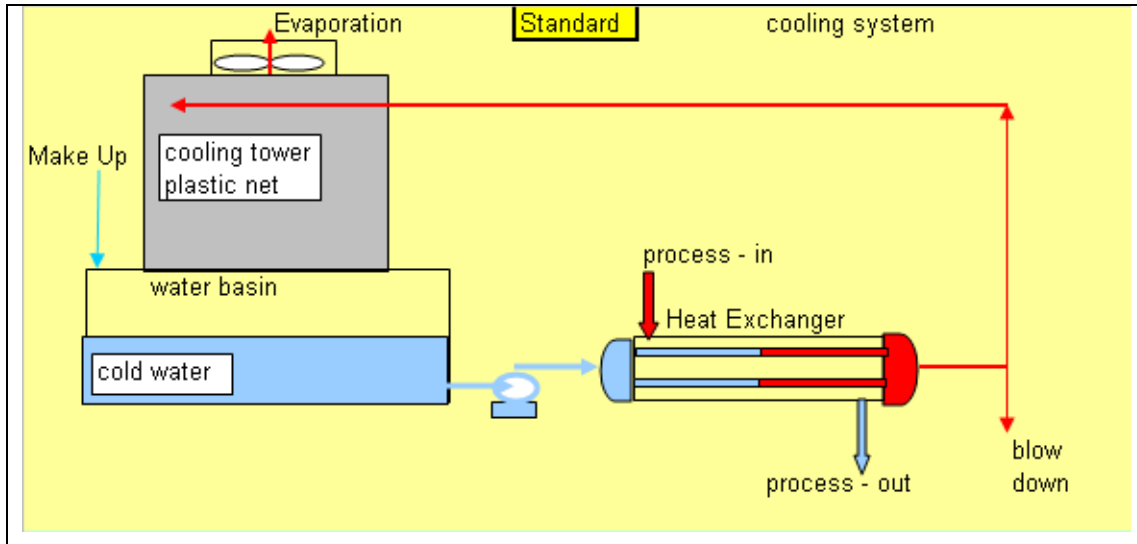 Evaporation
Standard
cooling system
Make Up
cooling tower
plastic net
water basin
process - in
Heat Exchanger
cold water
blow
down
process - out